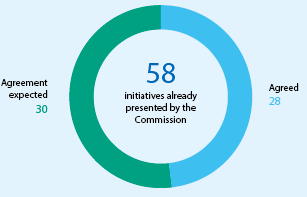 58
initiatives already
presented by the
Commission
Agreement
expected
30
Agreed
28